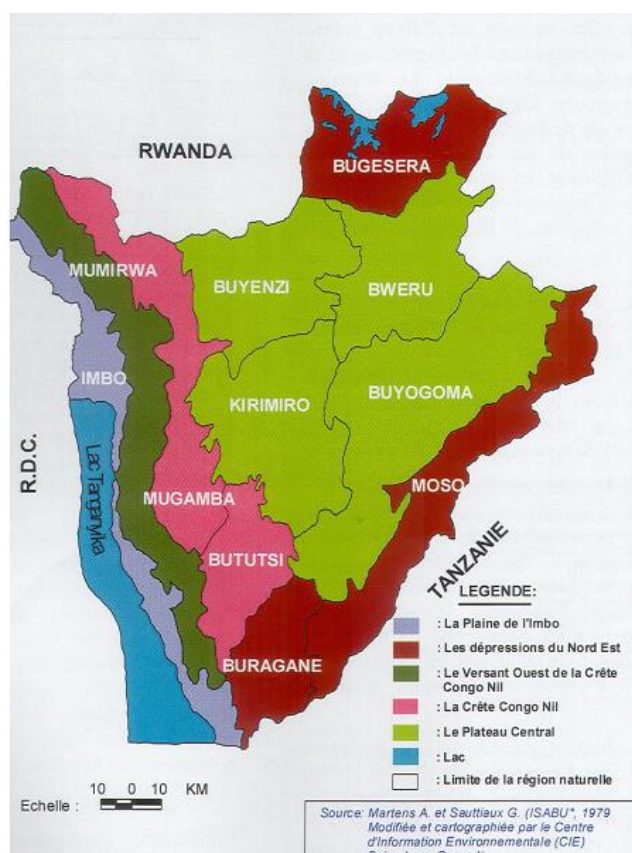 RWANDA
BUGESERA
MUMIRWA
BUYENZI
BWERU
IMBO
KIRIMIRO
BUYOGOMA
R.D.C.
Lac Tanganyika
MUGAMBA
MOSO
BUTUTSI
TANZANIE
BURAGANE
LEGENDE:
: La Plaine de l'Imbo
: Les dépressions du Nord Est
: Le Versant Ouest de la Crête
Congo Nil
: La Crête Congo Nil
: Le Plateau Central
: Lac
: Limite de la région naturelle
10 0 10 KM
Echelle :
Source: Martens A. et Sauttiaux G. (ISABU", 1979
Modifiée et cartographiée par le Centre
d'Information Environnementale (CIE)